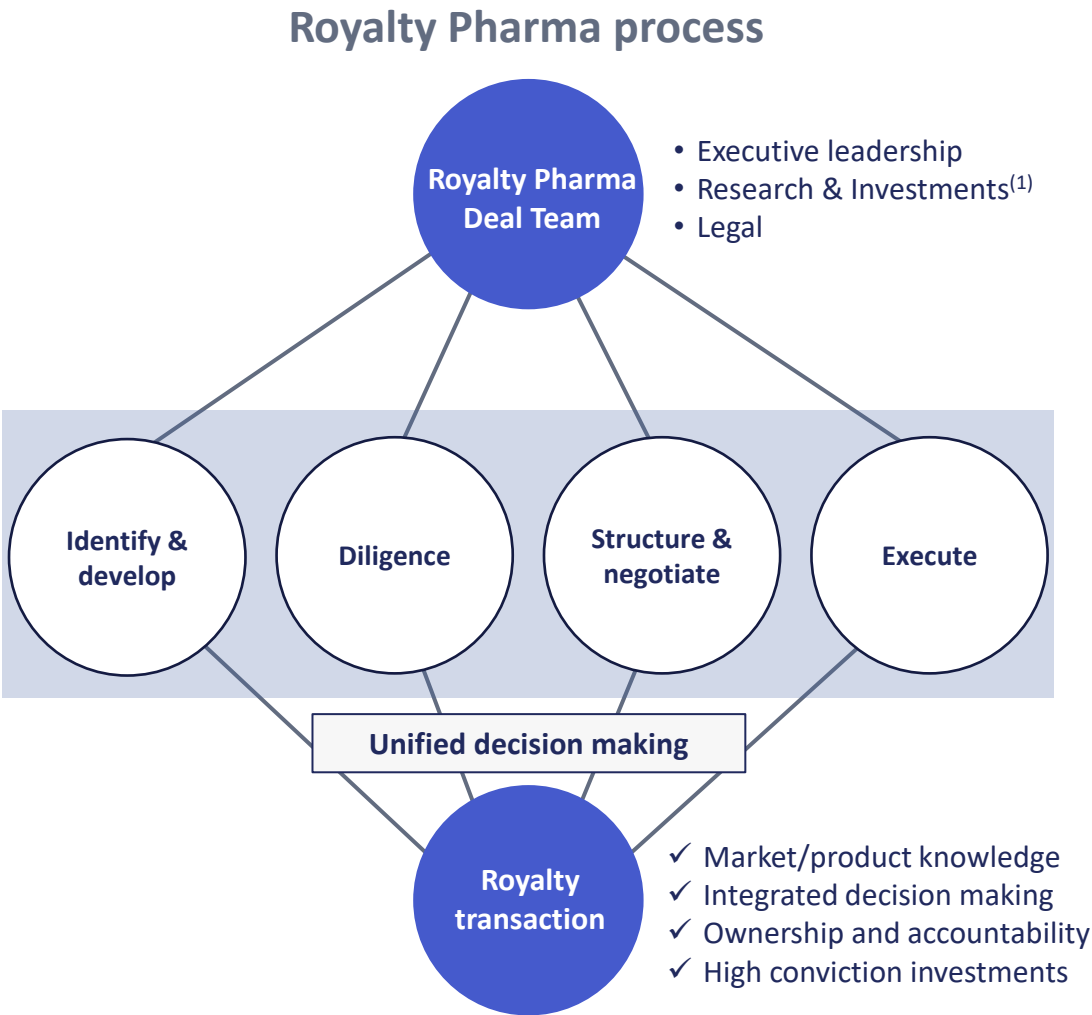 Royalty Pharma process
Royalty Pharma
Deal Team
• Executive leadership
• Research & Investments(1)
• Legal
Identify &
develop
Diligence
Structure &
negotiate
Execute
Unified decision making
Royalty
transaction
✓ Market/product knowledge
✓ Integrated decision making
✓ Ownership and accountability
✓ High conviction investments